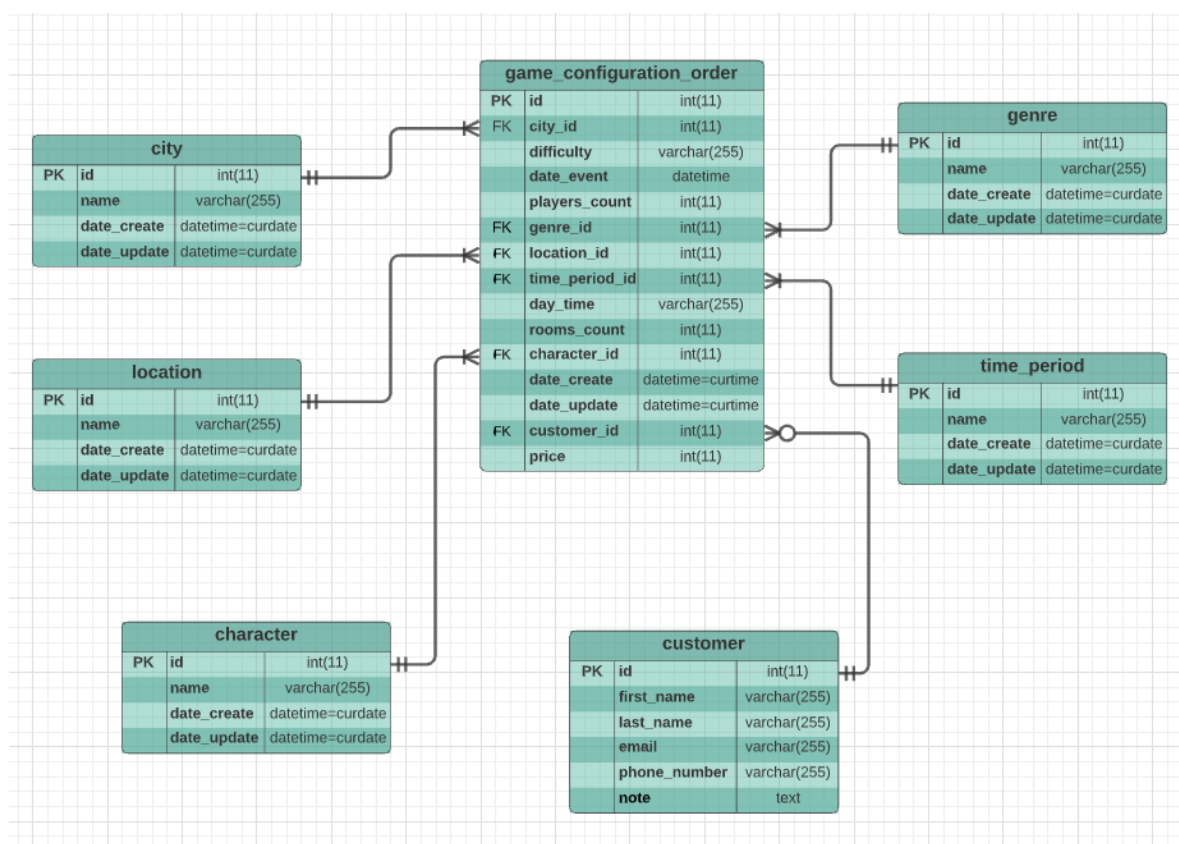 game_configuration_order
PK id int(11)
FK city_id int(11)
difficulty varchar(255)
date_event datetime
players_count int(11)
FK genre_id int(11)
FK location_id int(11)
FK time_period_id int(11)
day_time varchar(255)
rooms_count int(11)
FK character_id int(11)
date_create datetime=curtime
date_update datetime=curtime
FK customer_id int(11)
price int(11)
city
PK id int(11)
name varchar(255)
date_create datetime=curdate
date_update datetime=curdate
genre
PK id int(11)
name varchar(255)
date_create datetime=curdate
date_update datetime=curdate
location
PK id int(11)
name varchar(255)
date_create datetime=curdate
date_update datetime=curdate
time_period
PK id int(11)
name varchar(255)
date_create datetime=curdate
date_update datetime=curdate
character
PK id int(11)
name varchar(255)
date_create datetime=curdate
date_update datetime=curdate
customer
PK id int(11)
first_name varchar(255)
last_name varchar(255)
email varchar(255)
phone_number varchar(255)
note text